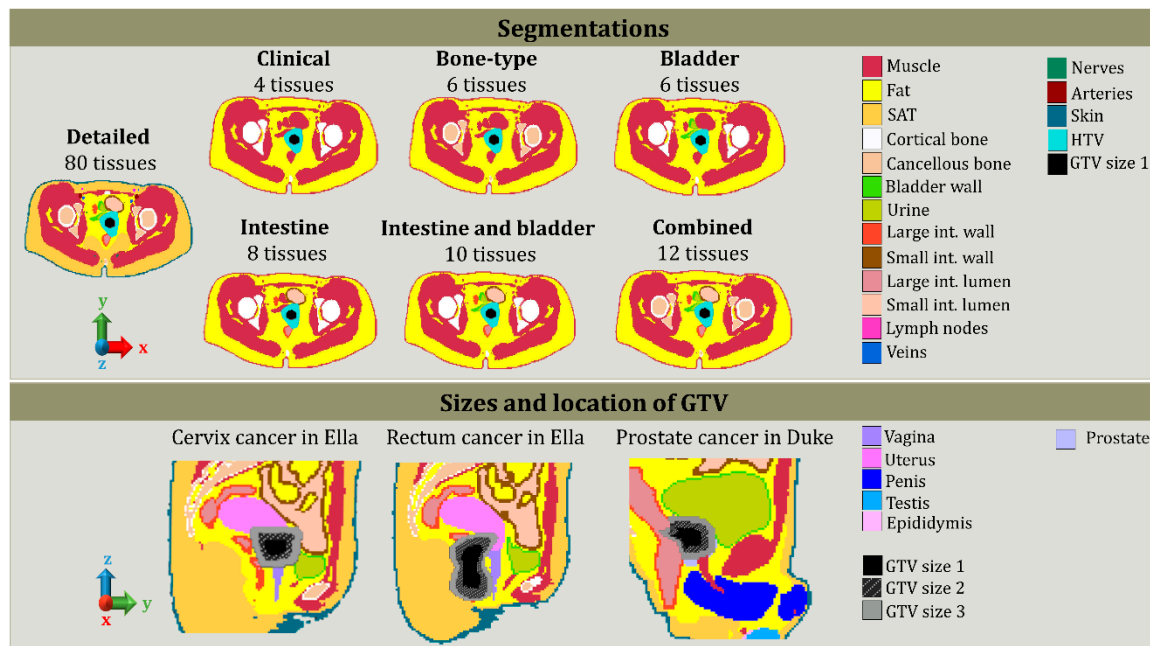 Segmentations
Detailed
80 tissues
Clinical
4 tissues
Bone-type
6 tissues
Bladder
6 tissues
Intestine
8 tissues
Intestine and bladder
10 tissues
Combined
12 tissues
y
x
z
Muscle
Fat
SAT
Cortical bone
Cancellous bone
Bladder wall
Urine
Large int. wall
Small int. wall
Large int. lumen
Small int. lumen
Lymph nodes
Veins
Nerves
Arteries
Skin
HTV
GTV size 1
Sizes and location of GTV
Cervix cancer in Ella
Rectum cancer in Ella
Prostate cancer in Duke
z
y
x
Vagina
Uterus
Penis
Testis
Epididymis
Prostate
GTV size 1
GTV size 2
GTV size 3